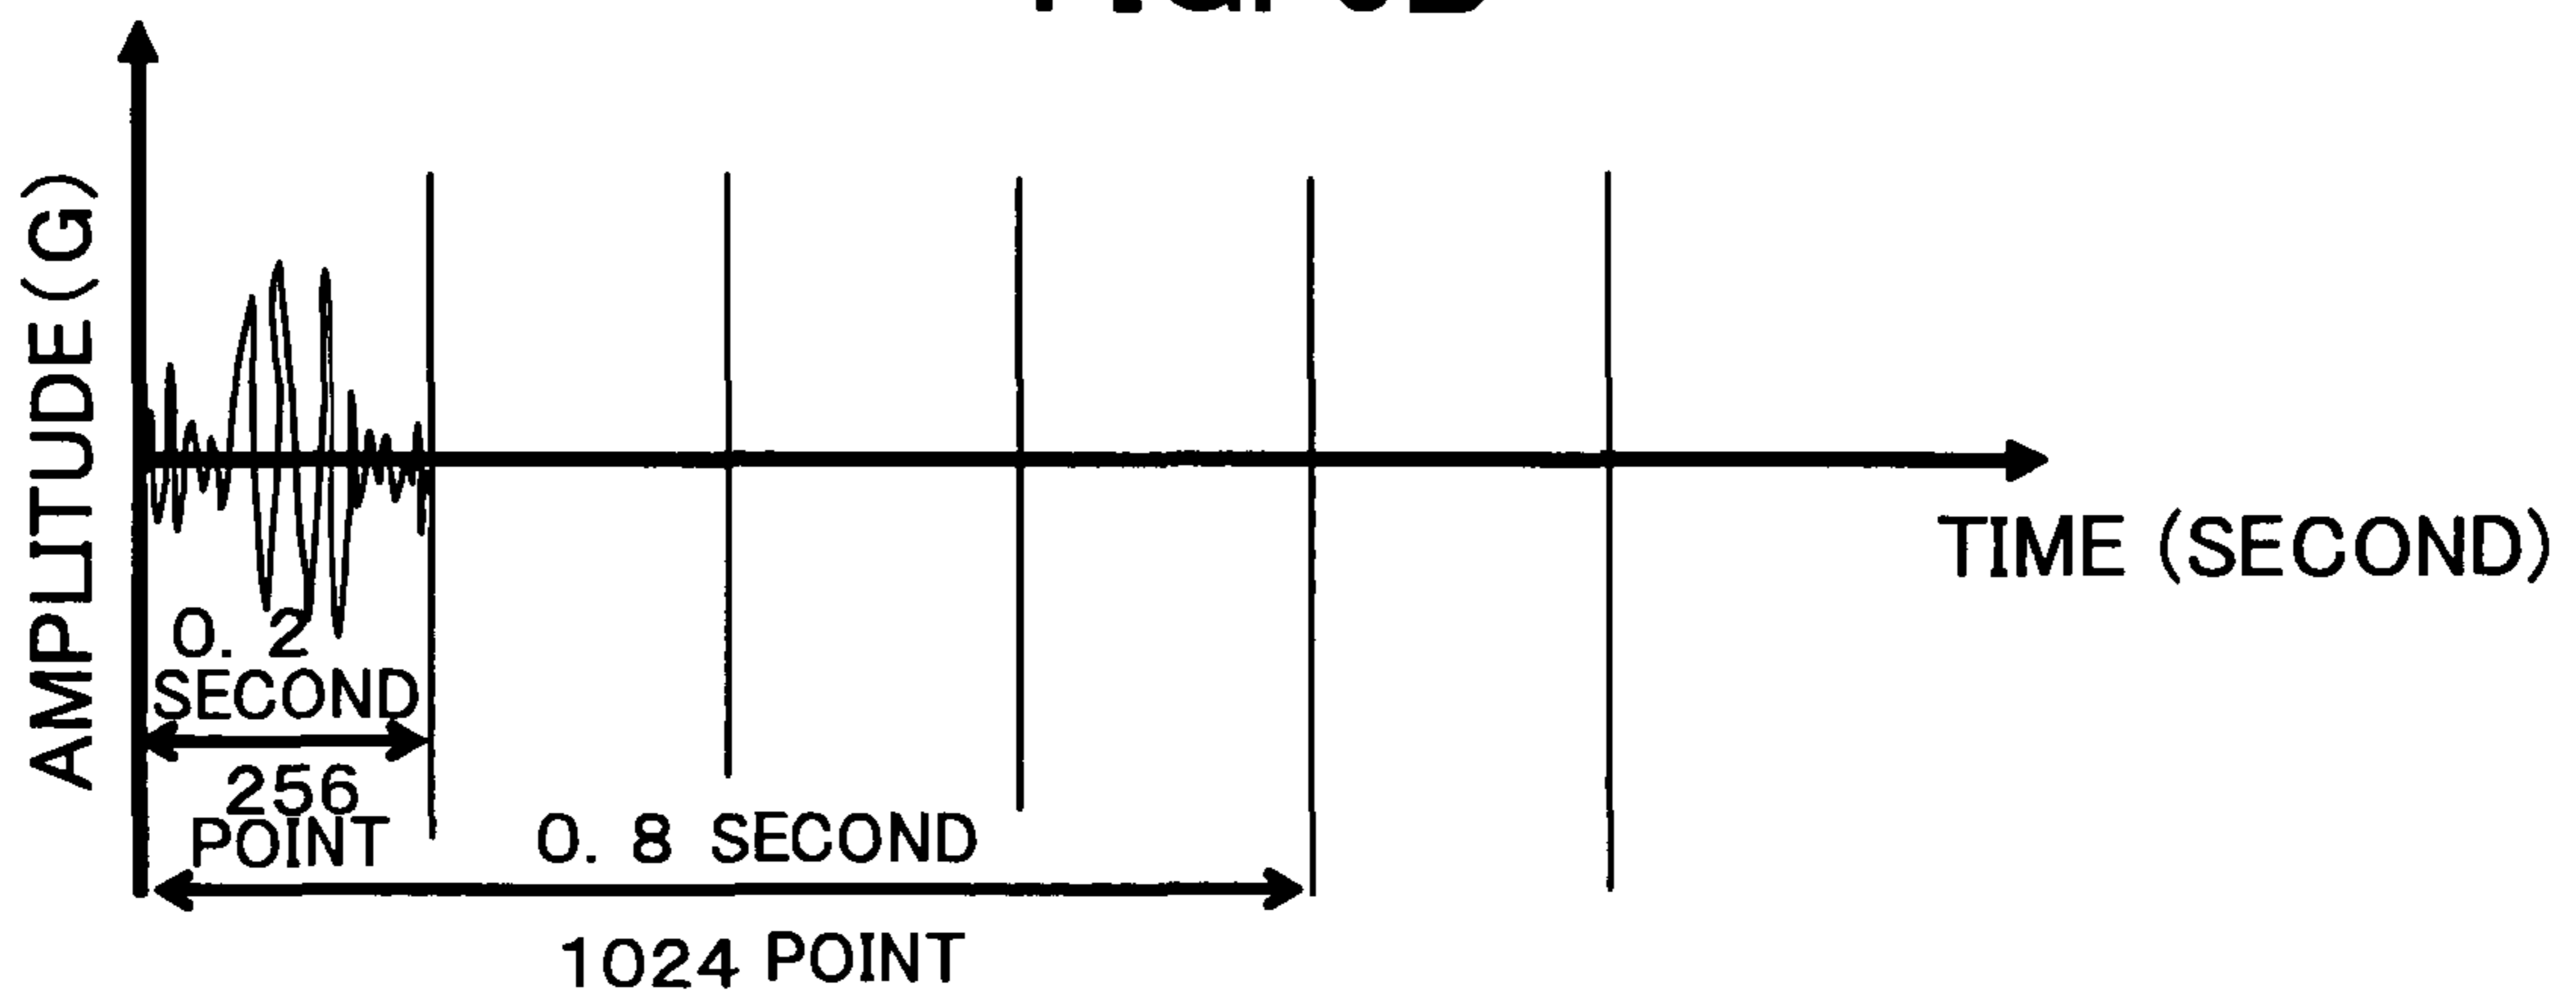 AMPLITUDE (G)
TIME (SECOND)
0. 2
SECOND
256
POINT
0. 8 SECOND
1024 POINT